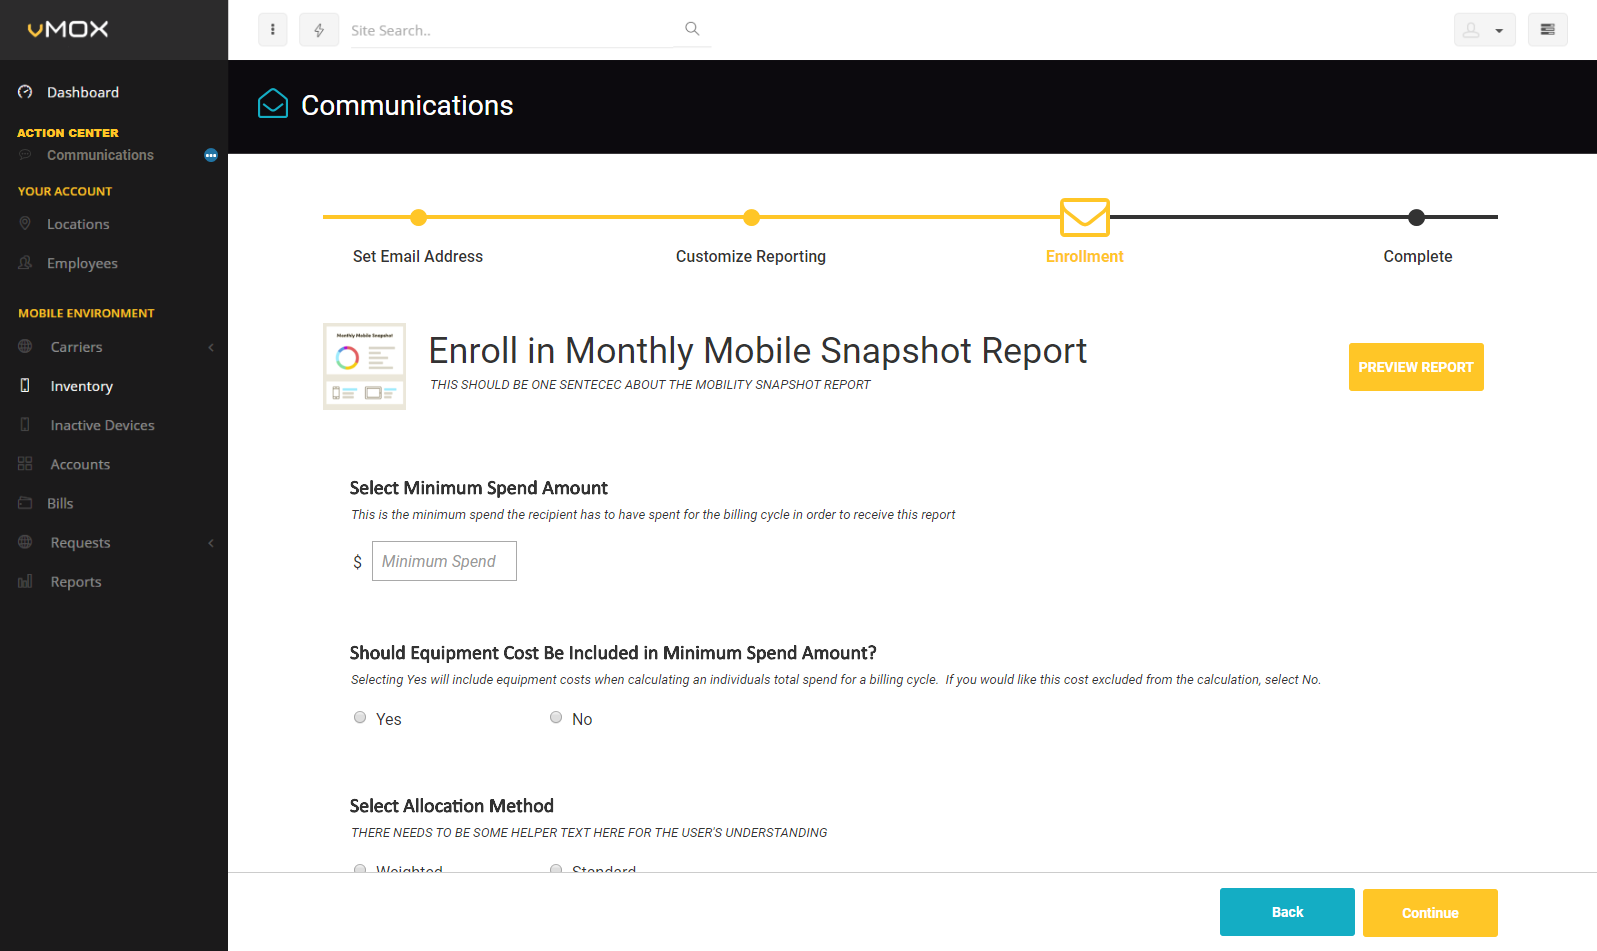 vMOX
Site Search..
Dashboard
ACTION CENTER
Communications
YOUR ACCOUNT
Locations
Employees
MOBILE ENVIRONMENT
Carriers
Inventory
Inactive Devices
Accounts
Bills
Requests
Reports
Communications
Set Email Address
Customize Reporting
Enrollment
Complete
Monthly Mobile Snapshot
Enroll in Monthly Mobile Snapshot Report
THIS SHOULD BE ONE SENTECEC ABOUT THE MOBILITY SNAPSHOT REPORT
PREVIEW REPORT
Select Minimum Spend Amount
This is the minimum spend the recipient has to have spent for the billing cycle in order to receive this report
$ Minimum Spend
Should Equipment Cost Be Included in Minimum Spend Amount?
Selecting Yes will include equipment costs when calculating an individuals total spend for a billing cycle.  If you would like this cost excluded from the calculation, select No.
Yes No
Select Allocation Method
THERE NEEDS TO BE SOME HELPER TEXT HERE FOR THE USER'S UNDERSTANDING
Weighted Standard
Back
Continue